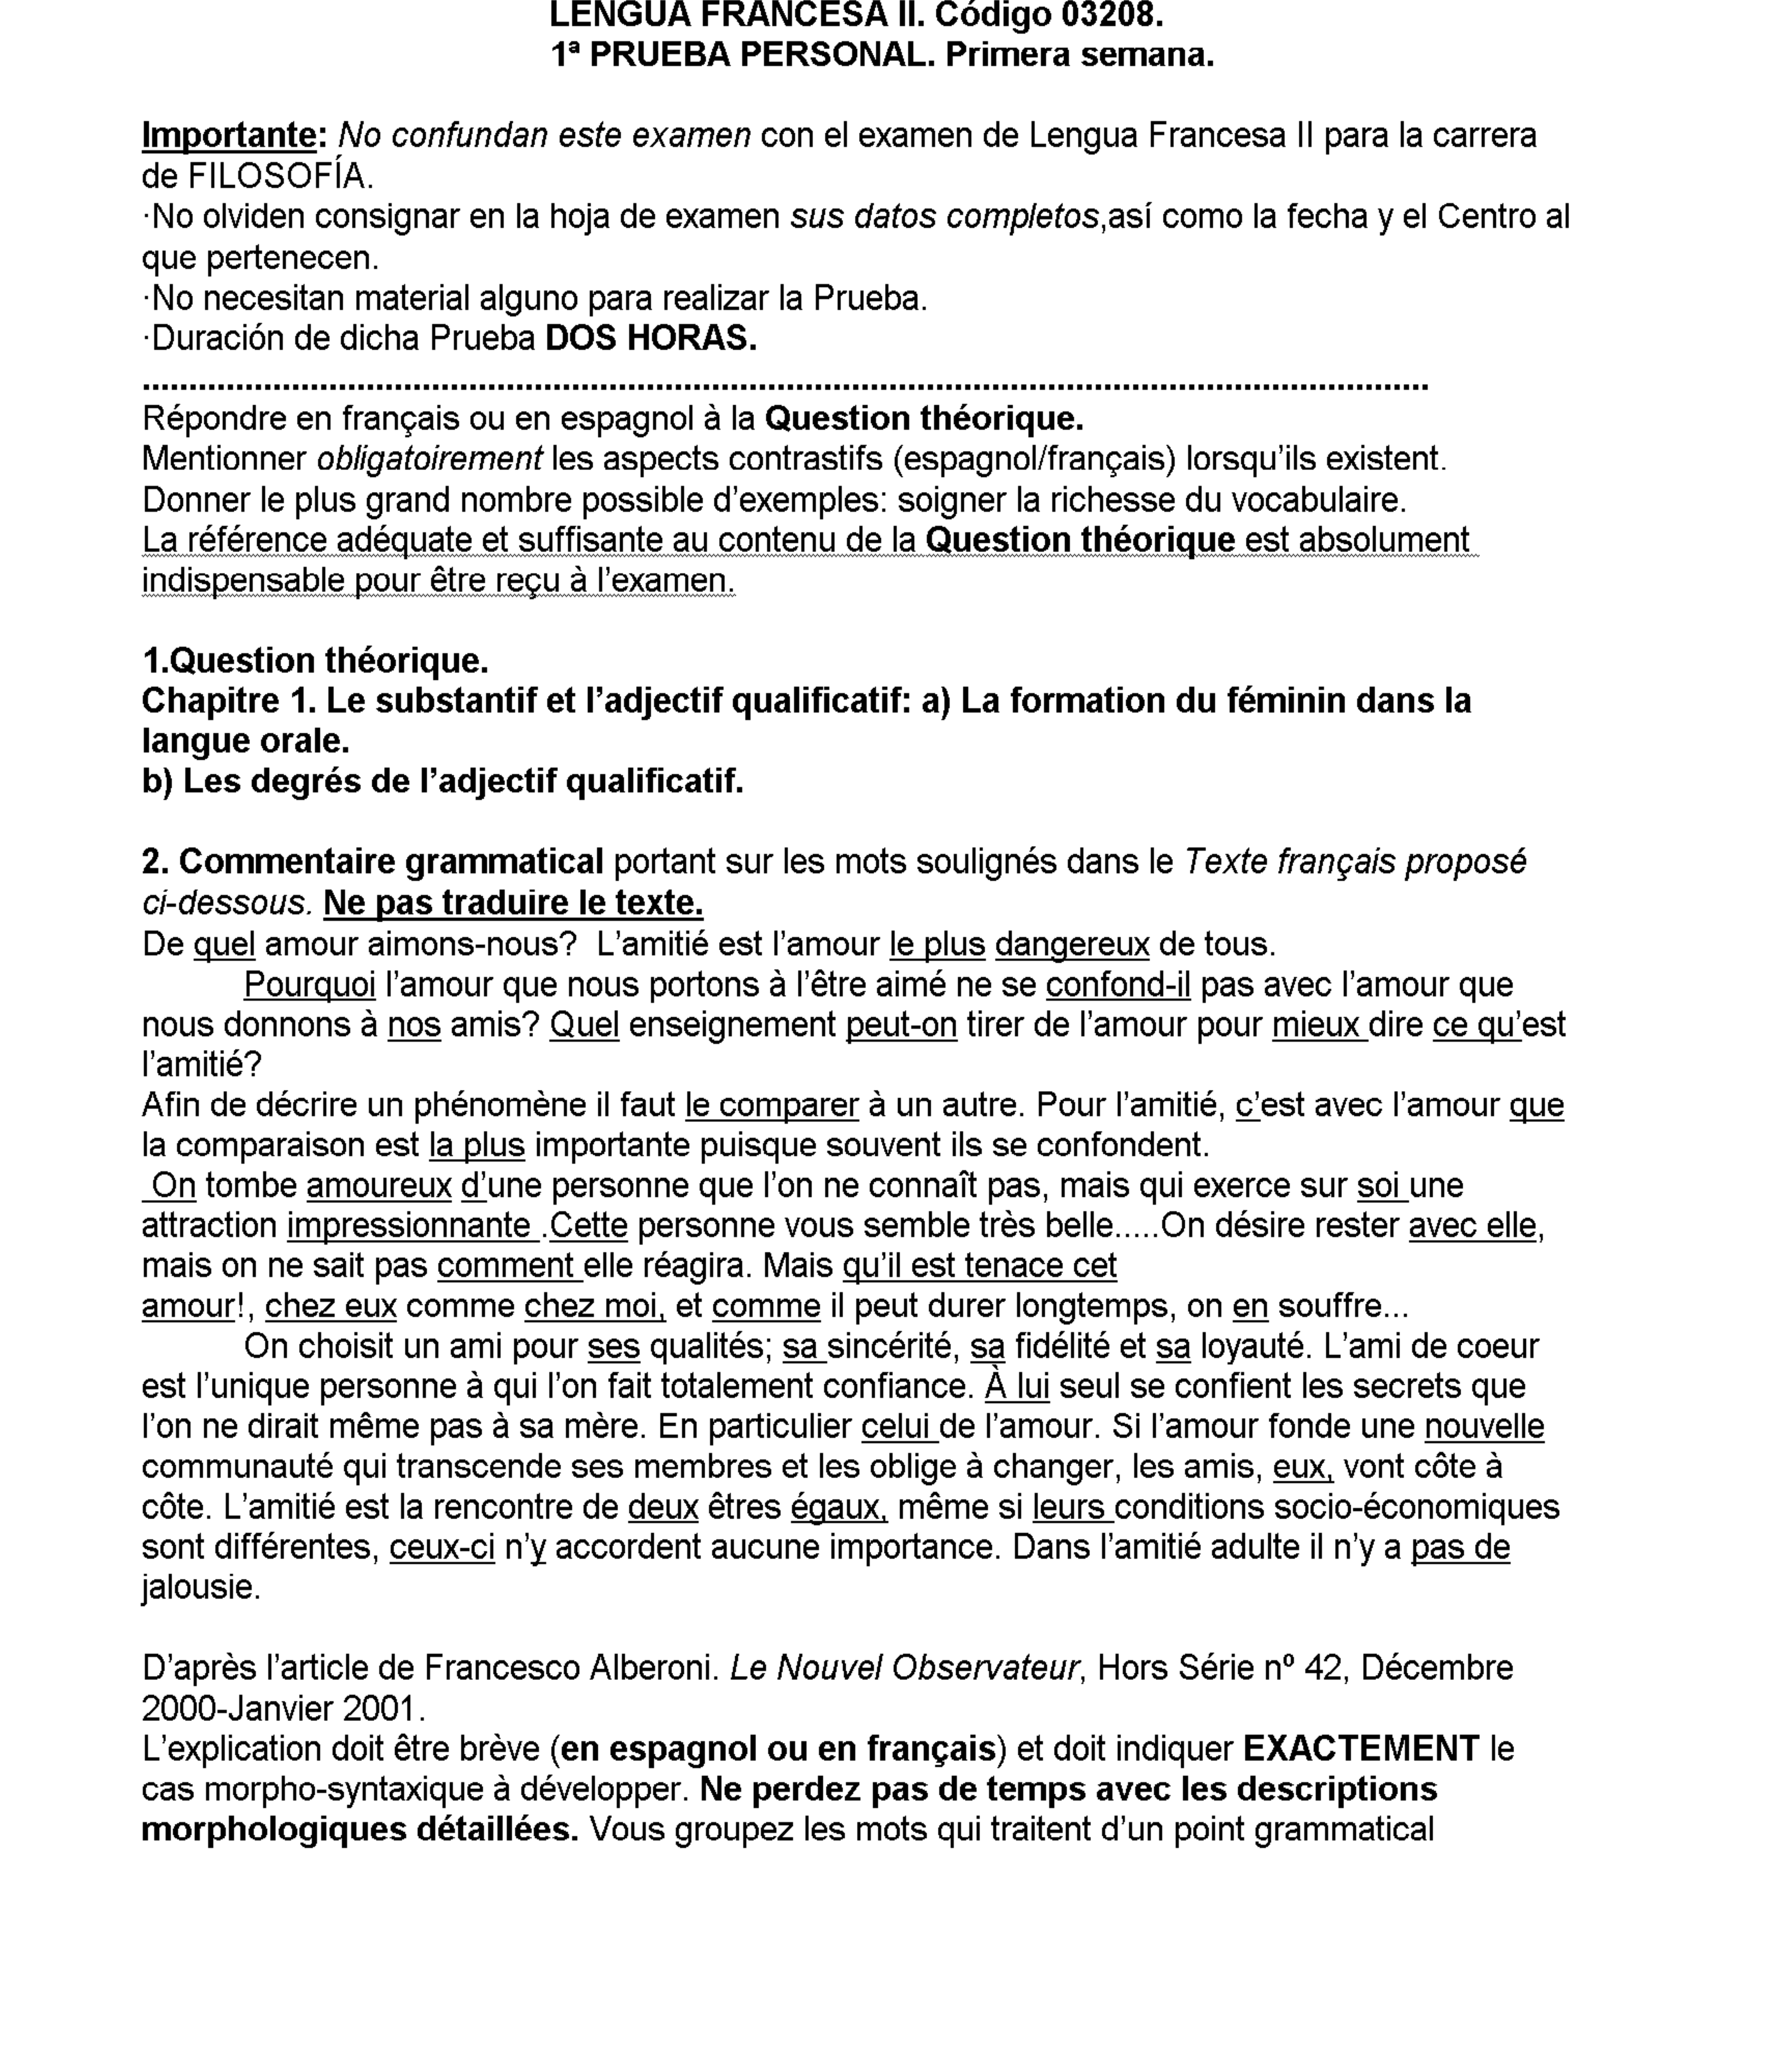 LENGUA FRANCESA II. Código 03208.
1ª PRUEBA PERSONAL. Primera semana.
Importante: No confundan este examen con el examen de Lengua Francesa II para la carrera
de FILOSOFÍA.
·No olviden consignar en la hoja de examen sus datos completos,así como la fecha y el Centro al
que pertenecen.
·No necesitan material alguno para realizar la Prueba.
·Duración de dicha Prueba DOS HORAS.
................................................................................................................................................
Répondre en français ou en espagnol à la Question théorique.
Mentionner obligatoirement les aspects contrastifs (espagnol/français) lorsqu’ils existent.
Donner le plus grand nombre possible d’exemples: soigner la richesse du vocabulaire.
La référence adéquate et suffisante au contenu de la Question théorique est absolument
indispensable pour être reçu à l’examen.
1.Question théorique.
Chapitre 1. Le substantif et l’adjectif qualificatif: a) La formation du féminin dans la
langue orale.
b) Les degrés de l’adjectif qualificatif.
2. Commentaire grammatical portant sur les mots soulignés dans le Texte français proposé
ci-dessous. Ne pas traduire le texte.
De quel amour aimons-nous?  L’amitié est l’amour le plus dangereux de tous.
Pourquoi l’amour que nous portons à l’être aimé ne se confond-il pas avec l’amour que
nous donnons à nos amis? Quel enseignement peut-on tirer de l’amour pour mieux dire ce qu’est
l’amitié?
Afin de décrire un phénomène il faut le comparer à un autre. Pour l’amitié, c’est avec l’amour que
la comparaison est la plus importante puisque souvent ils se confondent.
On tombe amoureux d’une personne que l’on ne connaît pas, mais qui exerce sur soi une
attraction impressionnante .Cette personne vous semble très belle.....On désire rester avec elle,
mais on ne sait pas comment elle réagira. Mais qu’il est tenace cet
amour!, chez eux comme chez moi, et comme il peut durer longtemps, on en souffre...
On choisit un ami pour ses qualités; sa sincérité, sa fidélité et sa loyauté. L’ami de coeur
est l’unique personne à qui l’on fait totalement confiance. À lui seul se confient les secrets que
l’on ne dirait même pas à sa mère. En particulier celui de l’amour. Si l’amour fonde une nouvelle
communauté qui transcende ses membres et les oblige à changer, les amis, eux, vont côte à
côte. L’amitié est la rencontre de deux êtres égaux, même si leurs conditions socio-économiques
sont différentes, ceux-ci n’y accordent aucune importance. Dans l’amitié adulte il n’y a pas de
jalousie.
D’après l’article de Francesco Alberoni. Le Nouvel Observateur, Hors Série nº 42, Décembre
2000-Janvier 2001.
L’explication doit être brève (en espagnol ou en français) et doit indiquer EXACTEMENT le
cas morpho-syntaxique à développer. Ne perdez pas de temps avec les descriptions
morphologiques détaillées. Vous groupez les mots qui traitent d’un point grammatical